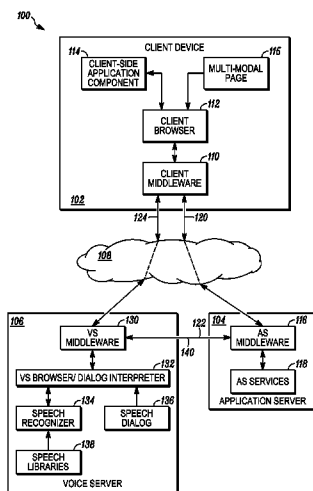 100
CLIENT DEVICE
114
CLIENT-SIDE
APPLICATION
COMPONENT
115
MULTI-MODAL
PAGE
112
CLIENT
BROWSER
110
CLIENT
MIDDLEWARE
102
124
120
108
106
130
VS
MIDDLEWARE
122
140
104
116
AS MIDDLEWARE
118
AS SERVICES
APPLICATION SERVER
132
VS BROWSER/ DIALOG INTERPRETER
134
SPEECH
RECOGNIZER
136
SPEECH
DIALOG
138
SPEECH
LIBRARIES
VOICE SERVER